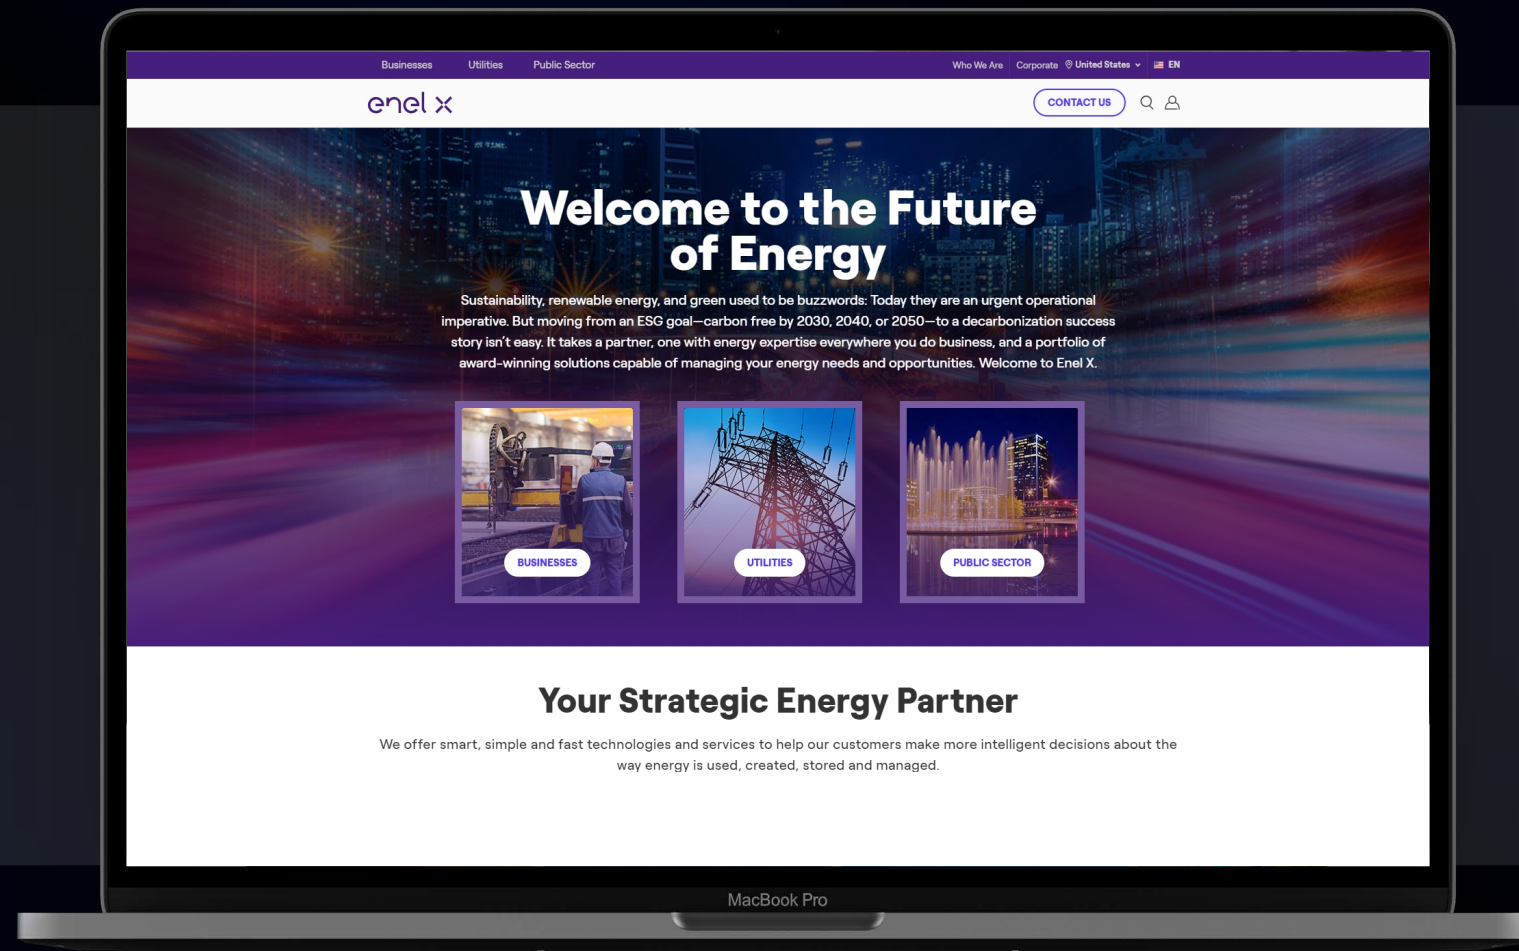 Businesses Utilities Public Sector Who We Are Corporate United States EN
enel x CONTACT US
Welcome to the Future
of Energy
Sustainability, renewable energy, and green used to be buzzwords: Today they are an urgent operational
imperative. But moving from an ESG goal—carbon free by 2030, 2040, or 2050—to a decarbonization success
story isn't easy. It takes a partner, one with energy expertise everywhere you do business, and a portfolio of
award-winning solutions capable of managing your energy needs and opportunities. Welcome to Enel X.
BUSINESSES UTILITIES PUBLIC SECTOR
Your Strategic Energy Partner
We offer smart, simple and fast technologies and services to help our customers make more intelligent decisions about the
way energy is used, created, stored and managed.
MacBook Pro